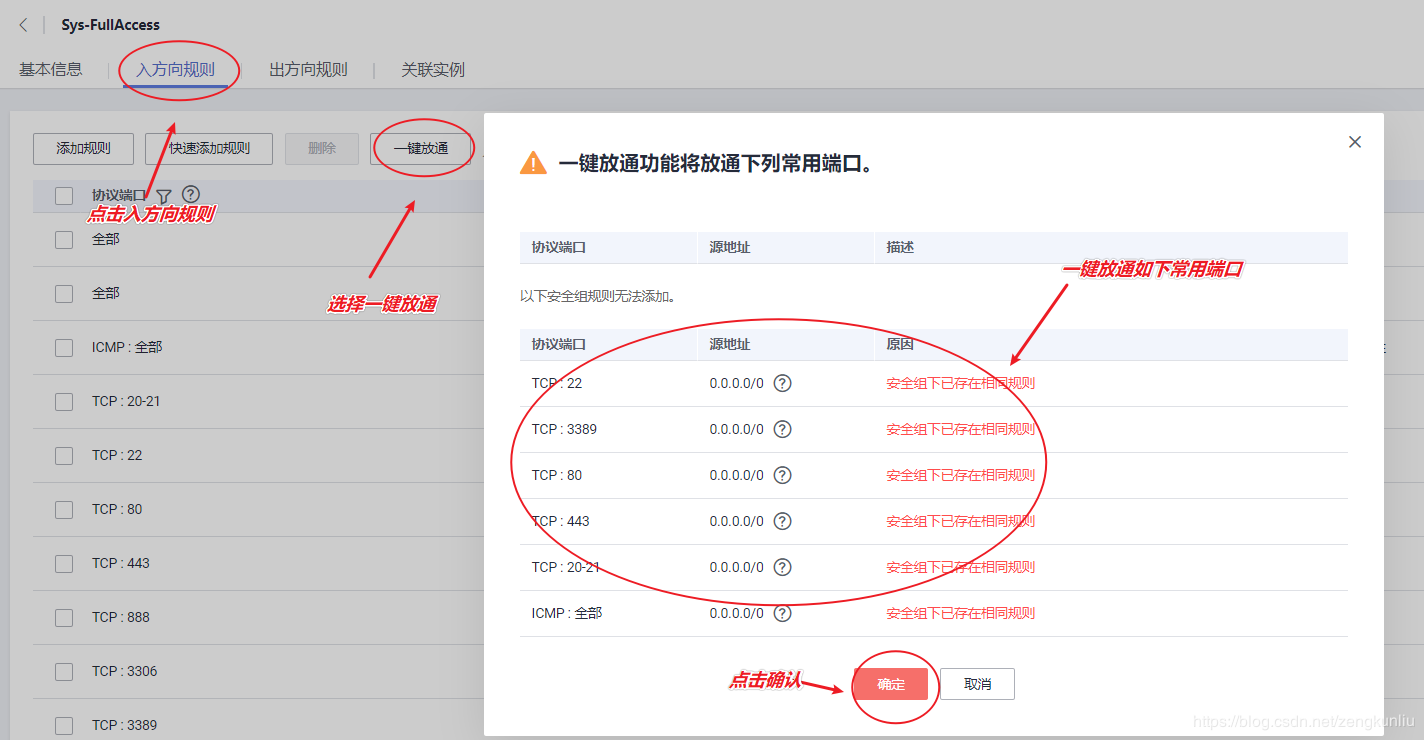 Sys-FullAccess
基本信息
入方向规则
出方向规则
关联实例
添加规则
快速添加规则
删除
一键放通
协议端口
点击入方向规则
全部
全部
ICMP : 全部
TCP : 20-21
TCP : 22
TCP : 80
TCP : 443
TCP : 888
TCP : 3306
TCP : 3389
选择一键放通
一键放通功能将放通下列常用端口。
协议端口 源地址 描述
一键放通如下常用端口
以下安全组规则无法添加。
协议端口 源地址 原因
TCP : 22 0.0.0.0/0 安全组下已存在相同规则
TCP : 3389 0.0.0.0/0 安全组下已存在相同规则
TCP : 80 0.0.0.0/0 安全组下已存在相同规则
TCP : 443 0.0.0.0/0 安全组下已存在相同规则
TCP : 20-21 0.0.0.0/0 安全组下已存在相同规则
ICMP : 全部 0.0.0.0/0 安全组下已存在相同规则
点击确认
确定
取消
https://blog.csdn.net/zengkunliu